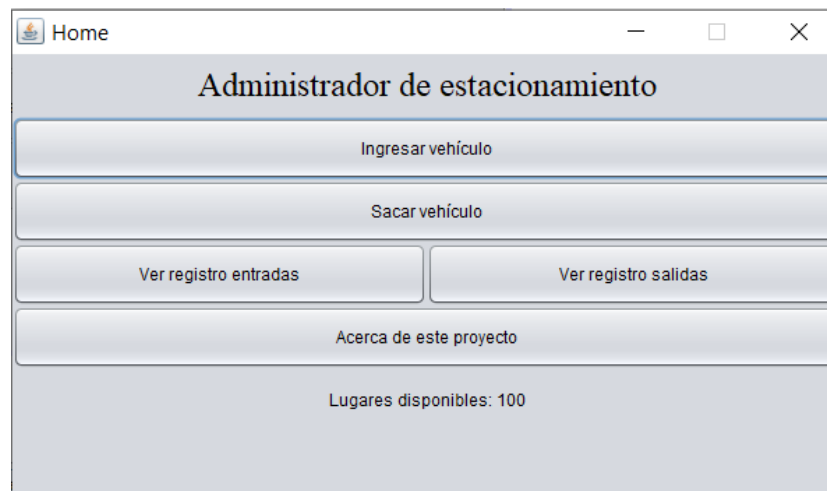 Home
Administrador de estacionamiento
Ingresar vehículo
Sacar vehículo
Ver registro entradas
Ver registro salidas
Acerca de este proyecto
Lugares disponibles: 100